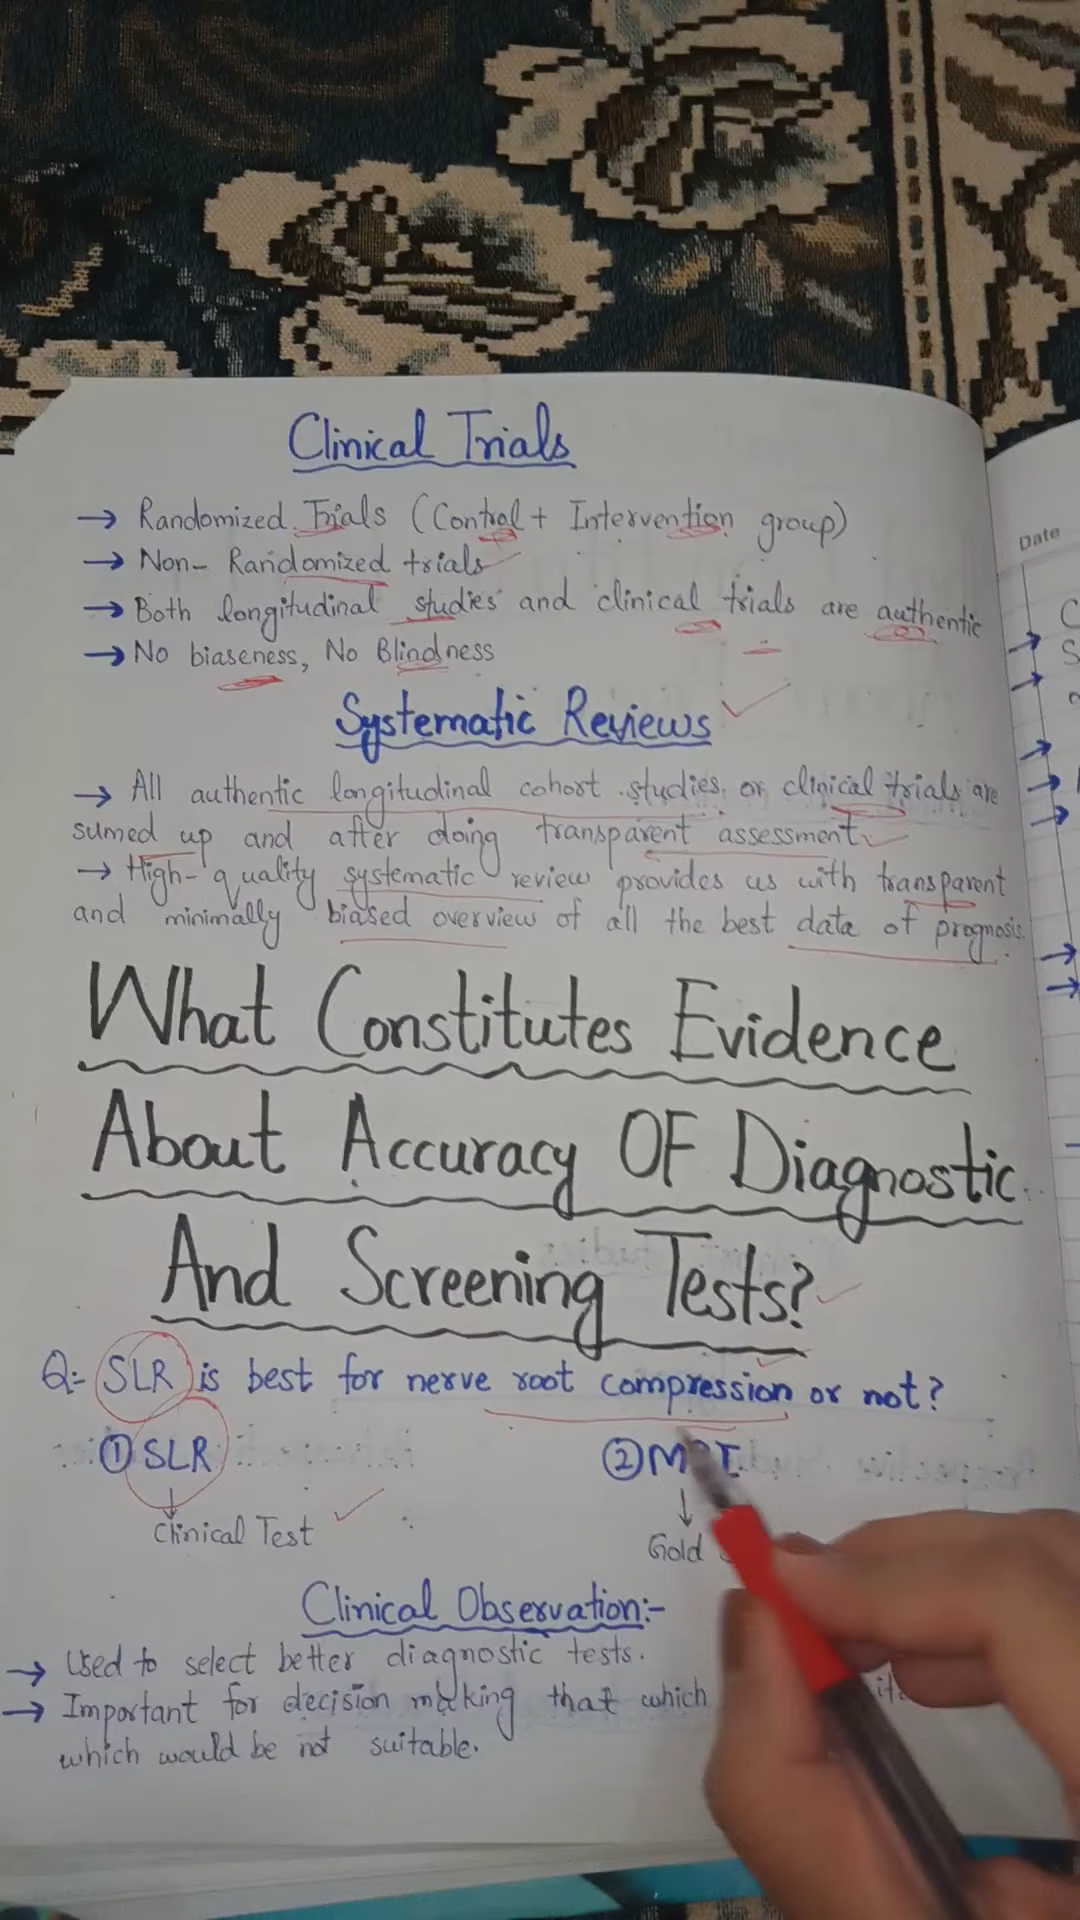 Clinical Trials
→ Randomized Trials (Control + Intervention group)
→ Non- Randomized trials
→ Both longitudinal studies and clinical trials are authentic
→ No biaseness, No Blindness
Systematic Reviews
→ All authentic longitudinal cohort studies, or clinical trials are
sumed up and after doing transparent assessment.
→ High- quality systematic review provides us with transparent
and minimally biased overview of all the best data of prognosis.
What Constitutes Evidence
About Accuracy OF Diagnostic
And Screening Tests?
Q:- SLR is best for nerve root compression or not?
① SLR ② MRI
↓ ↓
Clinical Test Gold
Clinical Observation:-
→ Used to select better diagnostic tests.
→ Important for decision making that which
which would be not suitable.
Date